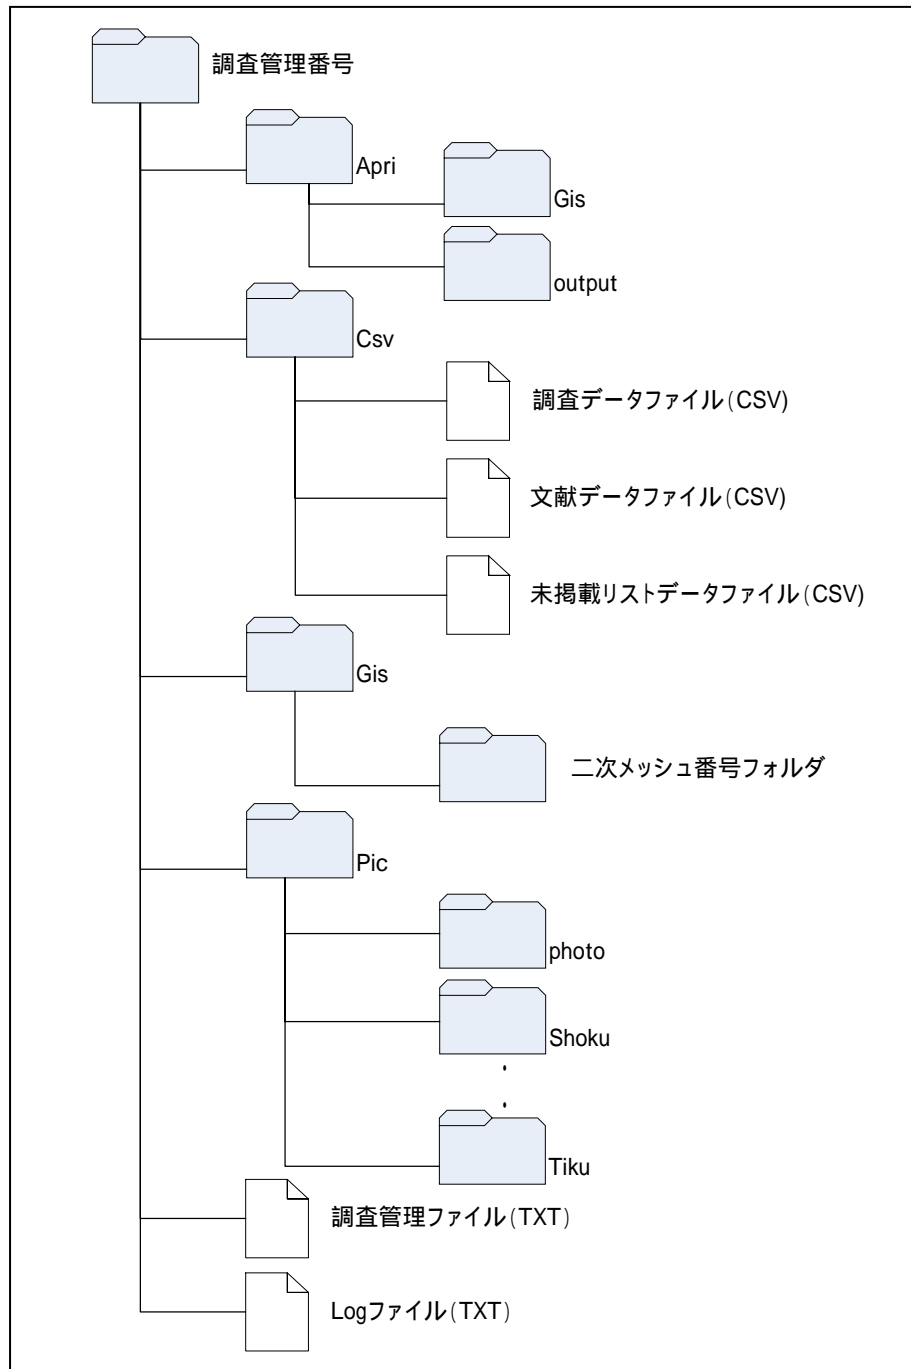 調査管理番号
Apri
Gis
output
Csv
調査データファイル(CSV)
文献データファイル(CSV)
未掲載リストデータファイル(CSV)
Gis
二次メッシュ番号フォルダ
Pic
photo
Shoku
Tiku
調査管理ファイル(TXT)
Logファイル(TXT)